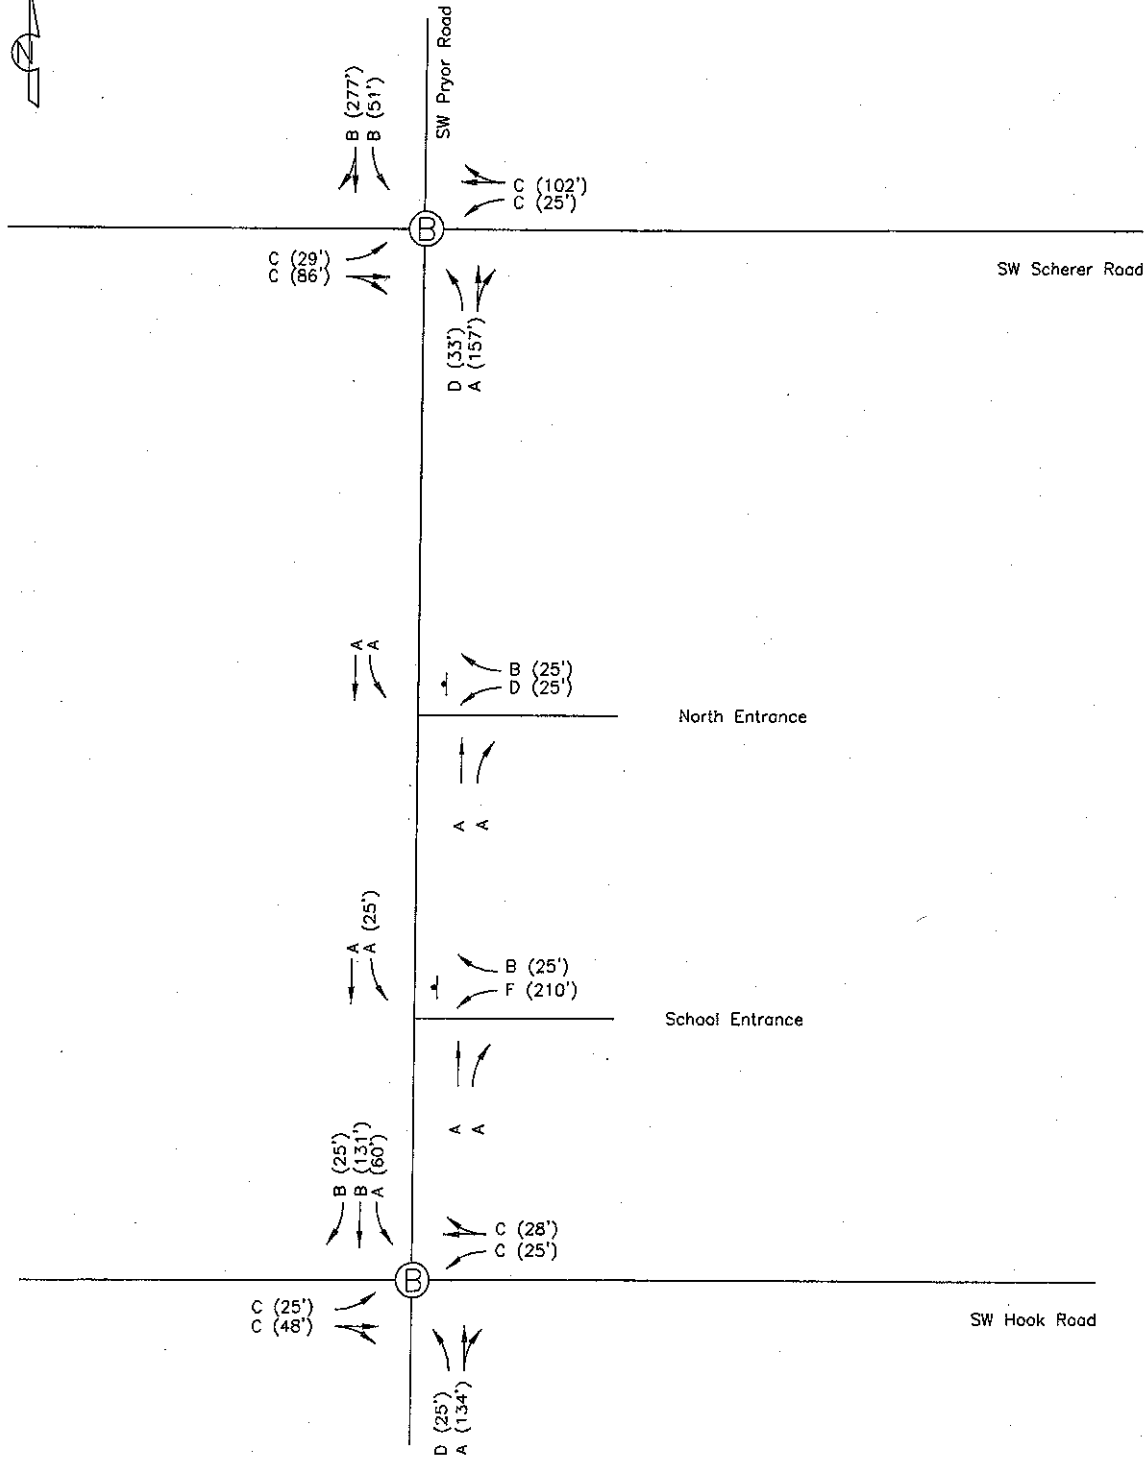 N
SW Pryor Road
B (277')
B (51')
C (102')
C (25')
B
C (29')
C (86')
SW Scherer Road
D (33')
A (157')
A
A
B (25')
D (25')
North Entrance
A
A
A
A (25')
B (25')
F (210')
School Entrance
A
A
B (25')
B (131')
A (60')
C (28')
C (25')
B
C (25')
C (48')
SW Hook Road
D (25')
A (134')